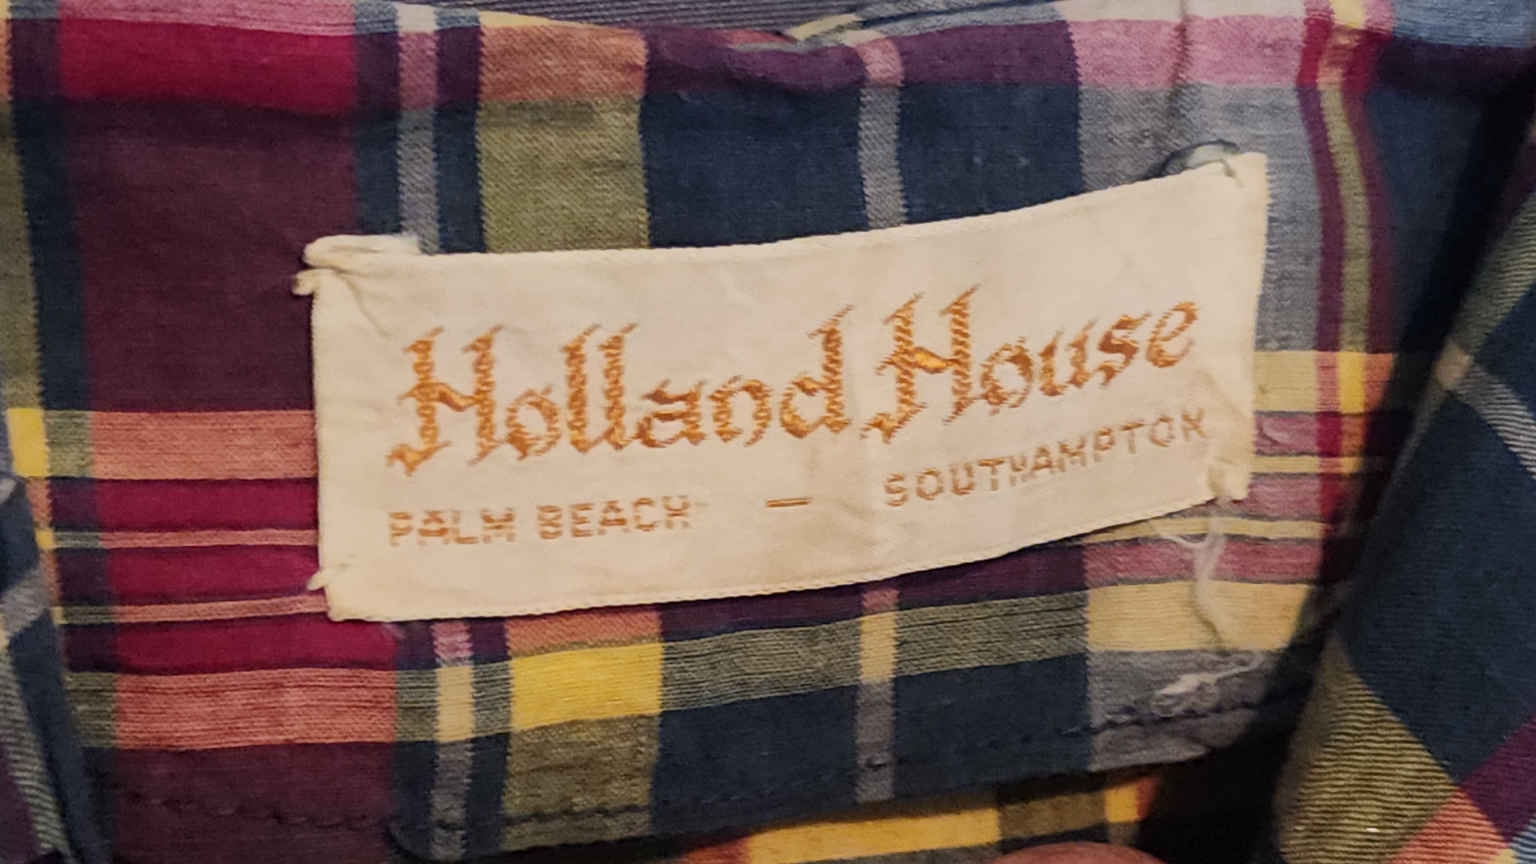 Holland House
PALM BEACH — SOUTHAMPTON